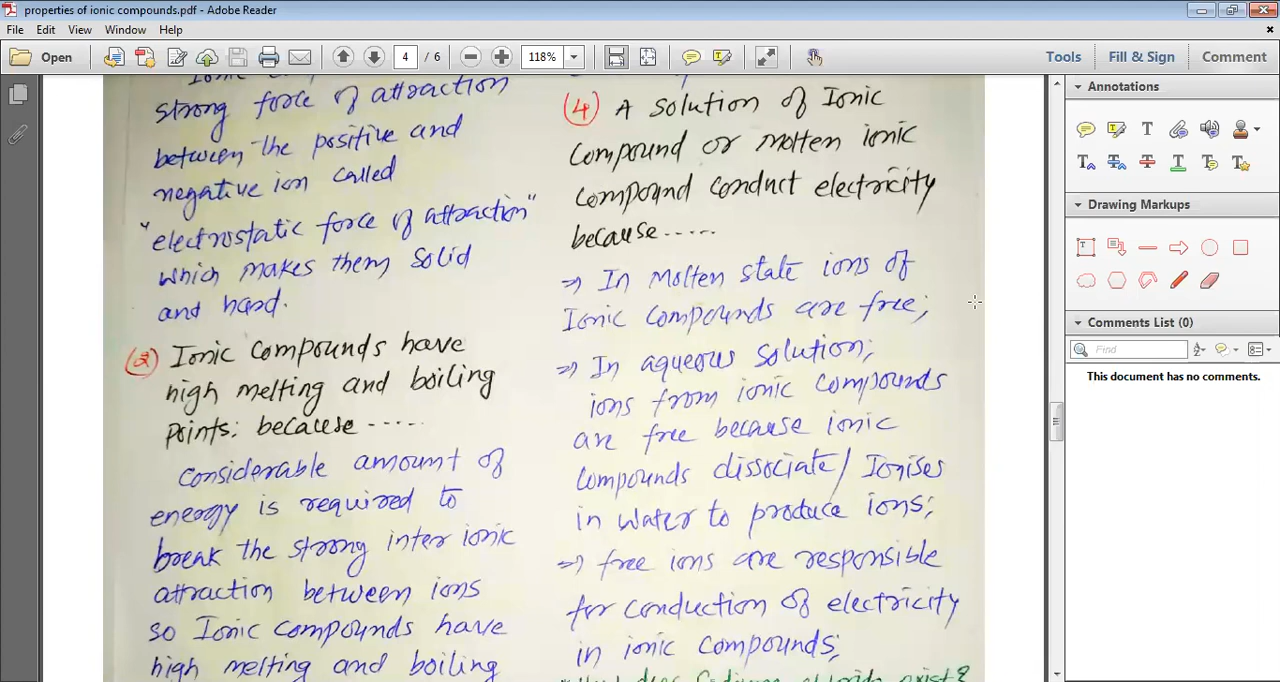 properties of ionic compounds.pdf - Adobe Reader
File Edit View Window Help
Open 4 / 6 118% Tools Fill & Sign Comment
strong force of attraction
between the positive and
negative ion called
"electrostatic force of attraction"
which makes them solid
and hard.
(2) Ionic Compounds have
high melting and boiling
points: because .....
Considerable amount of
energy is required to
break the strong inter ionic
attraction between ions
so Ionic Compounds have
high melting and boiling
(4) A solution of Ionic
Compound or molten ionic
Compound conduct electricity
because .....
⇒ In Molten state ions of
Ionic Compounds are free;
⇒ In aqueous solution;
ions from ionic compounds
are free because ionic
Compounds dissociate/Ionises
in water to produce ions;
⇒ free ions are responsible
for conduction of electricity
in ionic compounds;
Annotations
Drawing Markups
Comments List (0)
Find
This document has no comments.